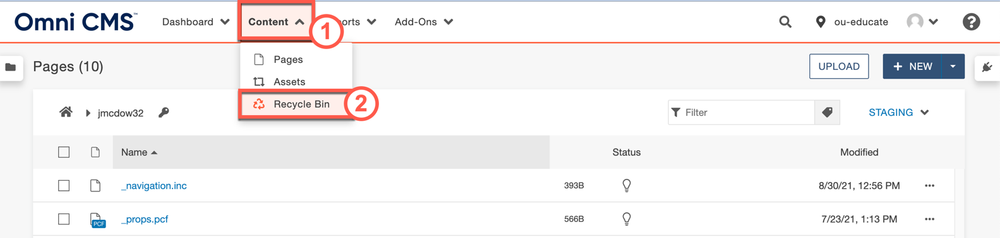 Omni CMS™ Dashboard Content 1 orts Add-Ons ou-educate ?
Pages
Pages (10) UPLOAD + NEW
Assets
Recycle Bin 2
jmcdow32 Filter STAGING
Name Status Modified
_navigation.inc 393B 8/30/21, 12:56 PM ...
PCF _props.pcf 566B 7/23/21, 1:13 PM ...